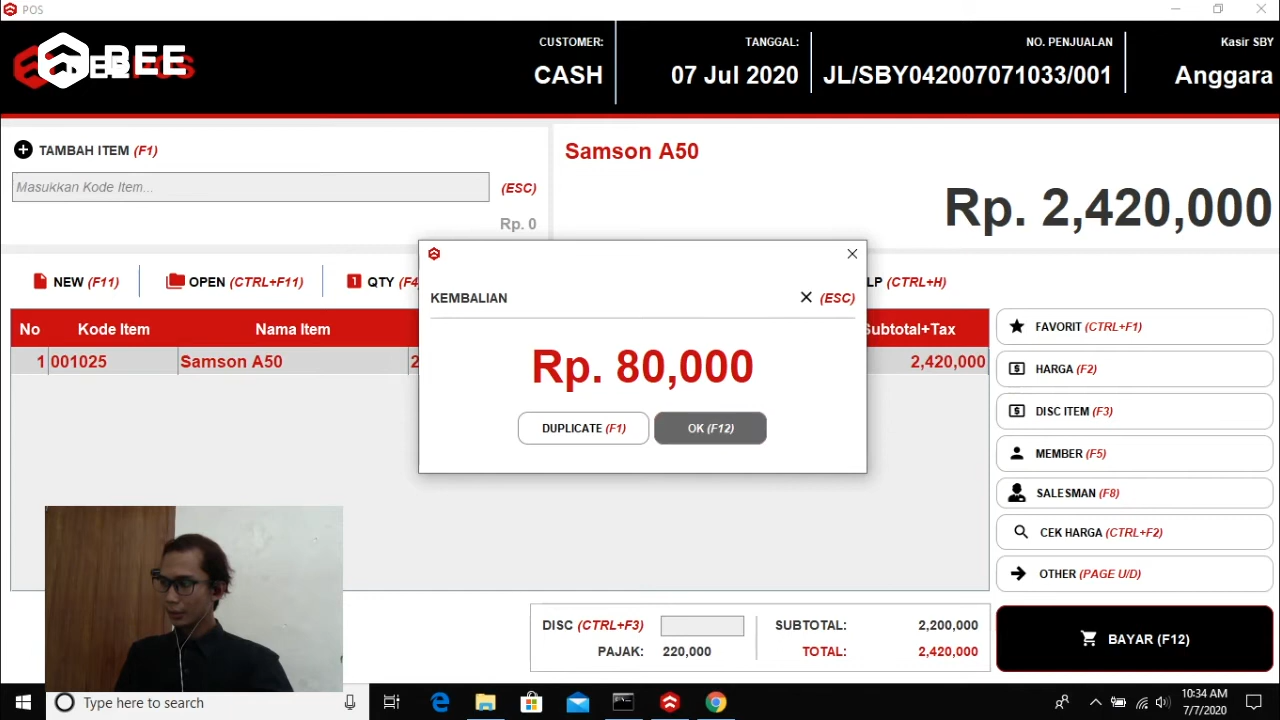 POS
BEE
CUSTOMER:
CASH
TANGGAL:
07 Jul 2020
NO. PENJUALAN
JL/SBY042007071033/001
Kasir SBY
Anggara
TAMBAH ITEM (F1)
Masukkan Kode Item...
(ESC)
Rp. 0
Samson A50
Rp. 2,420,000
NEW (F11)
OPEN (CTRL+F11)
1 QTY (F4
LP (CTRL+H)
No Kode Item Nama Item Subtotal+Tax
1 001025 Samson A50 2 2,420,000
KEMBALIAN
(ESC)
Rp. 80,000
DUPLICATE (F1)
OK (F12)
FAVORIT (CTRL+F1)
HARGA (F2)
DISC ITEM (F3)
MEMBER (F5)
SALESMAN (F8)
CEK HARGA (CTRL+F2)
OTHER (PAGE U/D)
DISC (CTRL+F3)
PAJAK: 220,000
SUBTOTAL: 2,200,000
TOTAL: 2,420,000
BAYAR (F12)
Type here to search
10:34 AM
7/7/2020